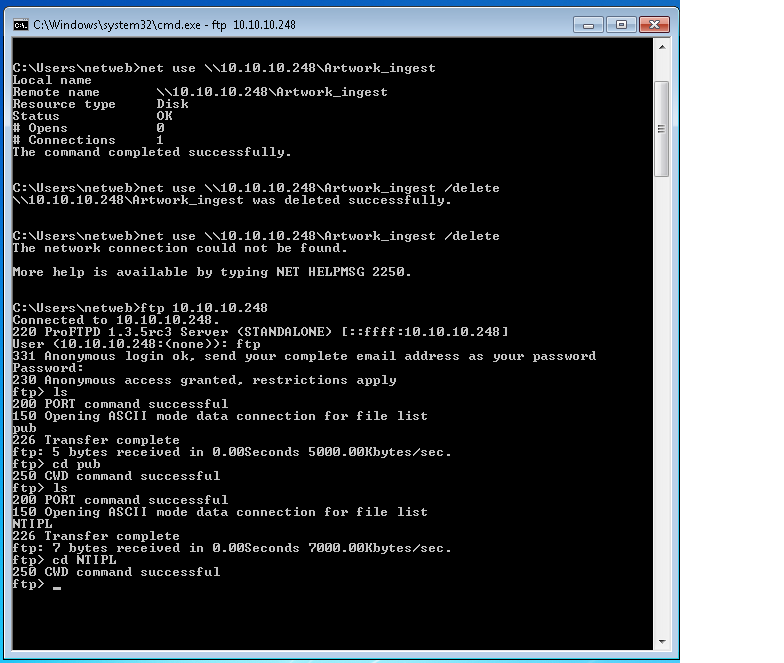 C:\Windows\system32\cmd.exe - ftp 10.10.10.248
C:\Users\netweb>net use \\10.10.10.248\Artwork_ingest
Local name
Remote name       \\10.10.10.248\Artwork_ingest
Resource type     Disk
Status            OK
# Opens           0
# Connections     1
The command completed successfully.
C:\Users\netweb>net use \\10.10.10.248\Artwork_ingest /delete
\\10.10.10.248\Artwork_ingest was deleted successfully.
C:\Users\netweb>net use \\10.10.10.248\Artwork_ingest /delete
The network connection could not be found.
More help is available by typing NET HELPMSG 2250.
C:\Users\netweb>ftp 10.10.10.248
Connected to 10.10.10.248.
220 ProFTPD 1.3.5rc3 Server (STANDALONE) [::ffff:10.10.10.248]
User (10.10.10.248:(none)): ftp
331 Anonymous login ok, send your complete email address as your password
Password:
230 Anonymous access granted, restrictions apply
ftp> ls
200 PORT command successful
150 Opening ASCII mode data connection for file list
pub
226 Transfer complete
ftp: 5 bytes received in 0.00Seconds 5000.00Kbytes/sec.
ftp> cd pub
250 CWD command successful
ftp> ls
200 PORT command successful
150 Opening ASCII mode data connection for file list
NTIPL
226 Transfer complete
ftp: 7 bytes received in 0.00Seconds 7000.00Kbytes/sec.
ftp> cd NTIPL
250 CWD command successful
ftp> _